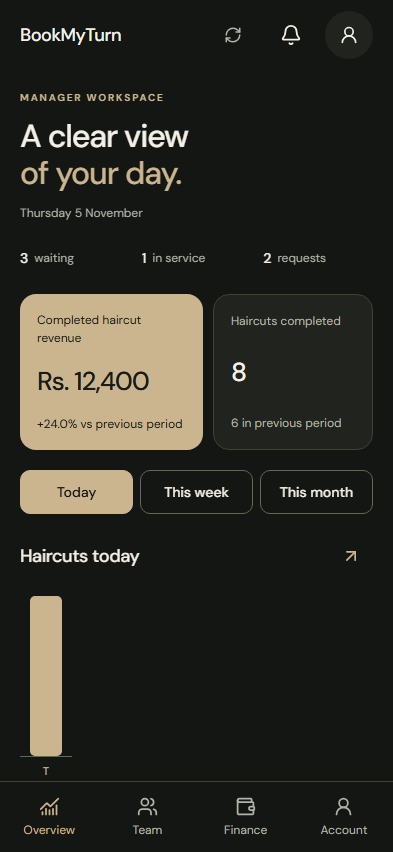 BookMyTurn
MANAGER WORKSPACE
A clear view
of your day.
Thursday 5 November
3 waiting
1 in service
2 requests
Completed haircut
revenue
Rs. 12,400
+24.0% vs previous period
Haircuts completed
8
6 in previous period
Today
This week
This month
Haircuts today
T
Overview
Team
Finance
Account